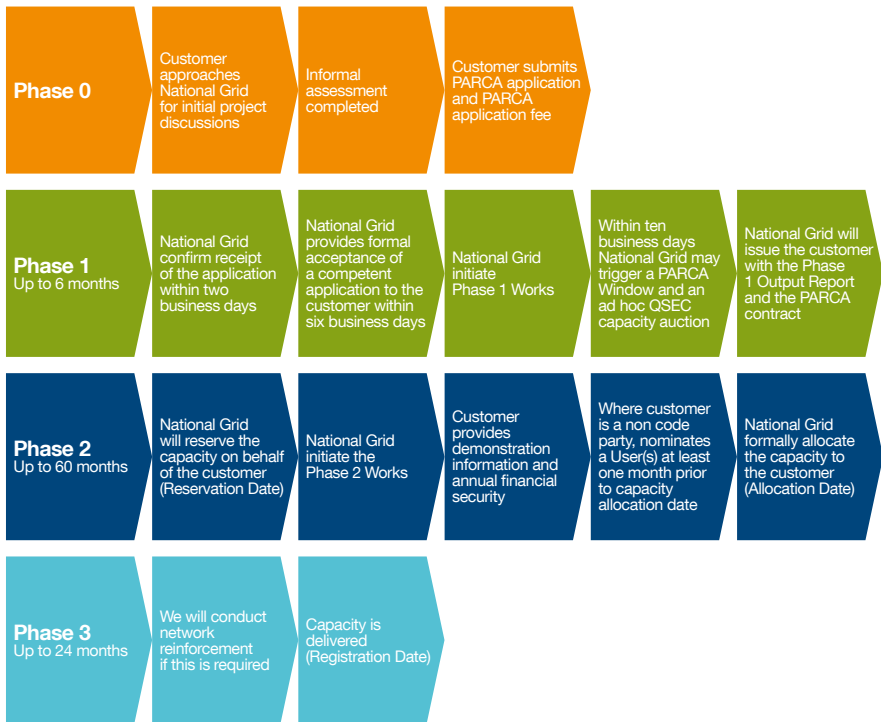 Phase 0
Customer
approaches
National Grid
for initial project
discussions
Informal
assessment
completed
Customer submits
PARCA application
and PARCA
application fee
Phase 1
Up to 6 months
National Grid
confirm receipt
of the application
within two
business days
National Grid
provides formal
acceptance of
a competent
application to the
customer within
six business days
National Grid
initiate
Phase 1 Works
Within ten
business days
National Grid may
trigger a PARCA
Window and an
ad hoc QSEC
capacity auction
National Grid will
issue the customer
with the Phase
1 Output Report
and the PARCA
contract
Phase 2
Up to 60 months
National Grid
will reserve the
capacity on behalf
of the customer
(Reservation Date)
National Grid
initiate the
Phase 2 Works
Customer
provides
demonstration
information and
annual financial
security
Where customer
is a non code
party, nominates
a User(s) at least
one month prior
to capacity
allocation date
National Grid
formally allocate
the capacity to
the customer
(Allocation Date)
Phase 3
Up to 24 months
We will conduct
network
reinforcement
if this is required
Capacity is
delivered
(Registration Date)